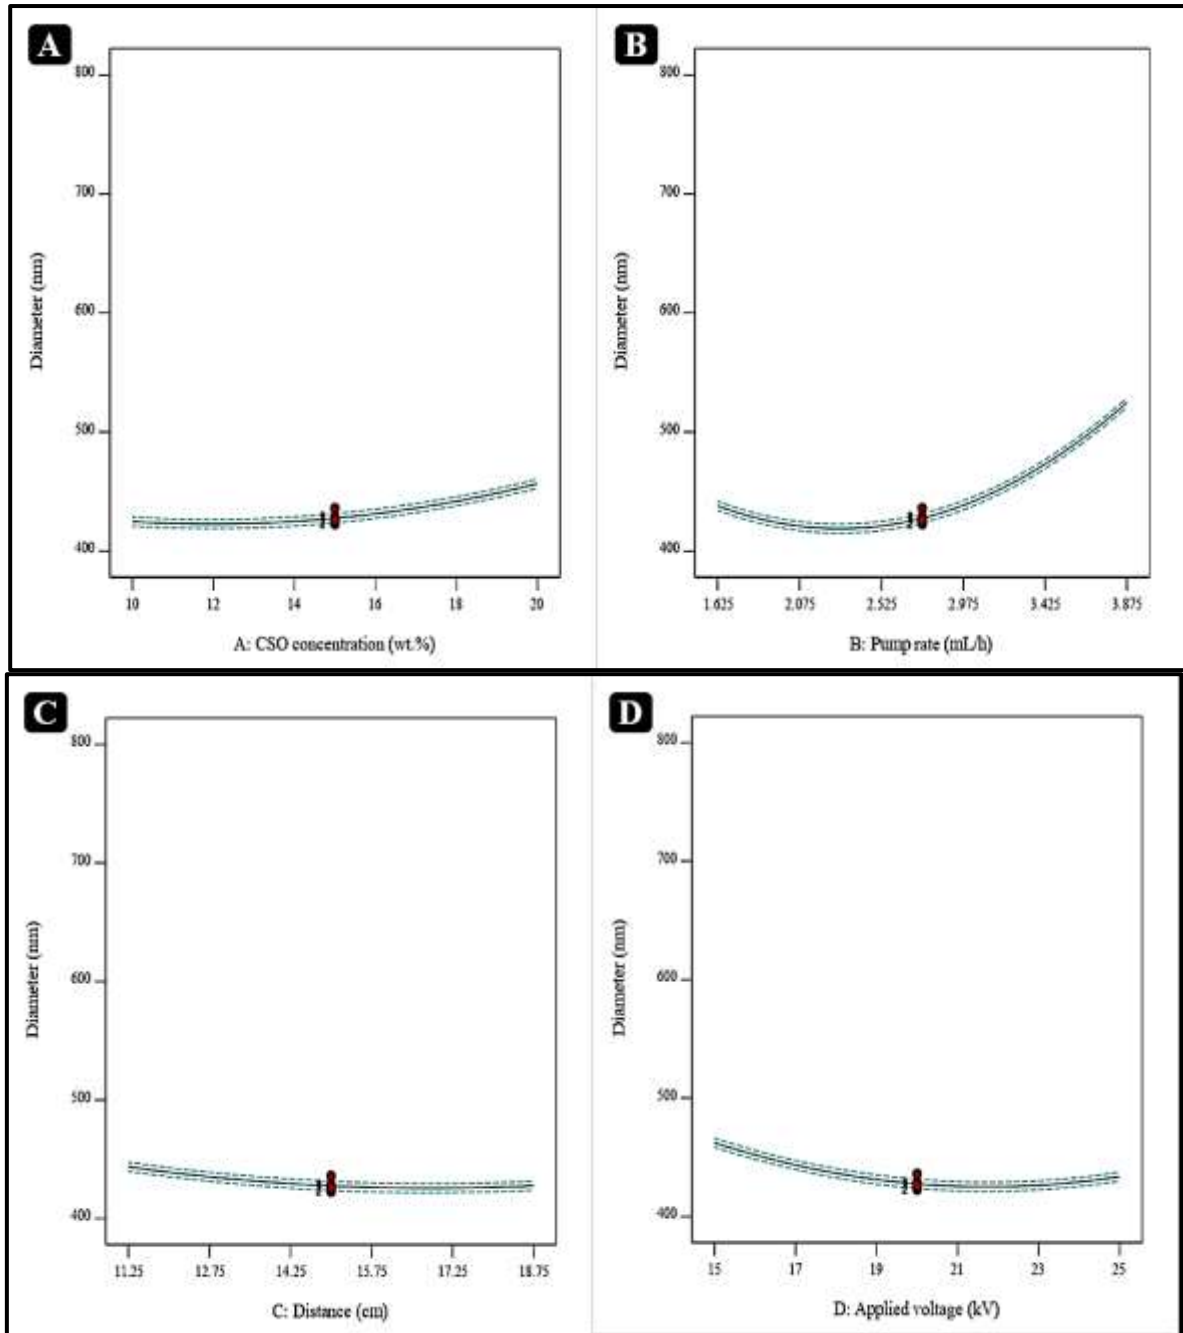 A
800
700
600
500
400
Diameter (nm)
10 12 14 16 18 20
A: CSO concentration (wt.%)
B
800
700
600
500
400
Diameter (nm)
1.625 2.075 2.525 2.975 3.425 3.875
B: Pump rate (mL/h)
C
800
700
600
500
400
Diameter (nm)
11.25 12.75 14.25 15.75 17.25 18.75
C: Distance (cm)
D
800
700
600
500
400
Diameter (nm)
15 17 19 21 23 25
D: Applied voltage (kV)